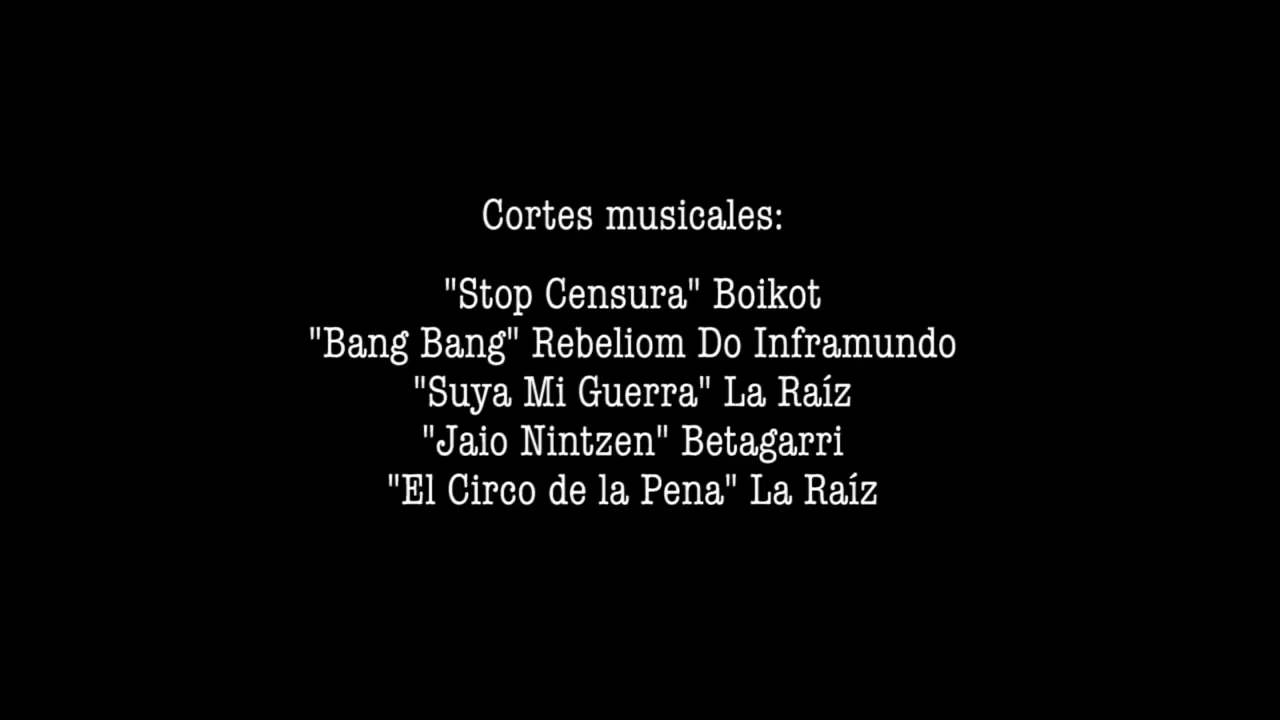 Cortes musicales:
"Stop Censura" Boikot
"Bang Bang" Rebeliom Do Inframundo
"Suya Mi Guerra" La Raíz
"Jaio Nintzen" Betagarri
"El Circo de la Pena" La Raíz